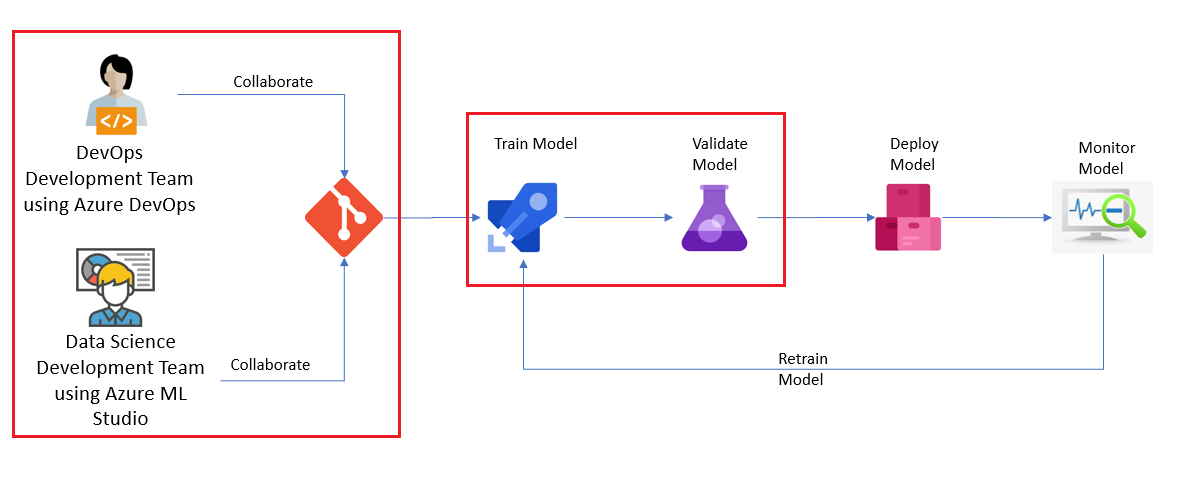 Collaborate
DevOps
Development Team
using Azure DevOps
</>
Data Science
Development Team
using Azure ML
Studio
Collaborate
Train Model
Validate
Model
Deploy
Model
Monitor
Model
Retrain
Model